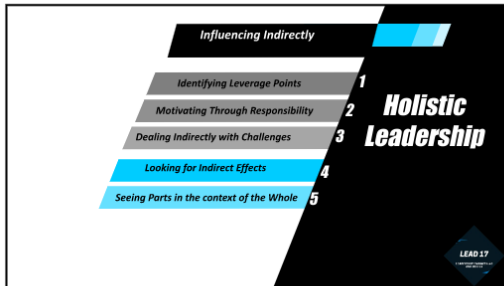 Influencing Indirectly
Identifying Leverage Points 1
Motivating Through Responsibility 2
Dealing Indirectly with Challenges 3
Looking for Indirect Effects 4
Seeing Parts in the context of the Whole 5
Holistic
Leadership
LEAD 17